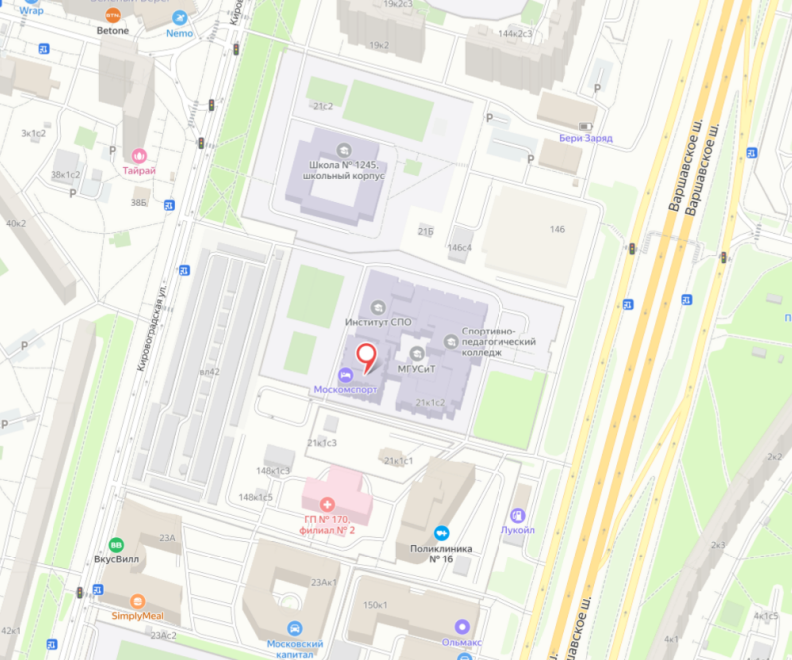 Wrap
Betone
Nemo
Кировоградская
19к2с3
19к2
144к2с3
P
Бери Заряд
P
P
21с2
3к1с2
Тайрай
38к1с2
P
38Б
40к2
Школа № 1245,
школьный корпус
21Б
146с4
146
Варшавское ш.
Варшавское ш.
Кировоградская ул.
Институт СПО
Спортивно-
педагогический
колледж
МГУСиТ
Москомспорт
21к1с2
вл42
21к1с3
21к1с1
148к1с3
148к1с5
ГП № 170,
филиал № 2
Поликлиника
№ 16
Лукойл
P
23А
ВкусВилл
SimplyMeal
23Ас2
42к1
23Ак1
150к1
Московский
капитал
Ольмакс
2к2
2к3
4к1
4к1с5